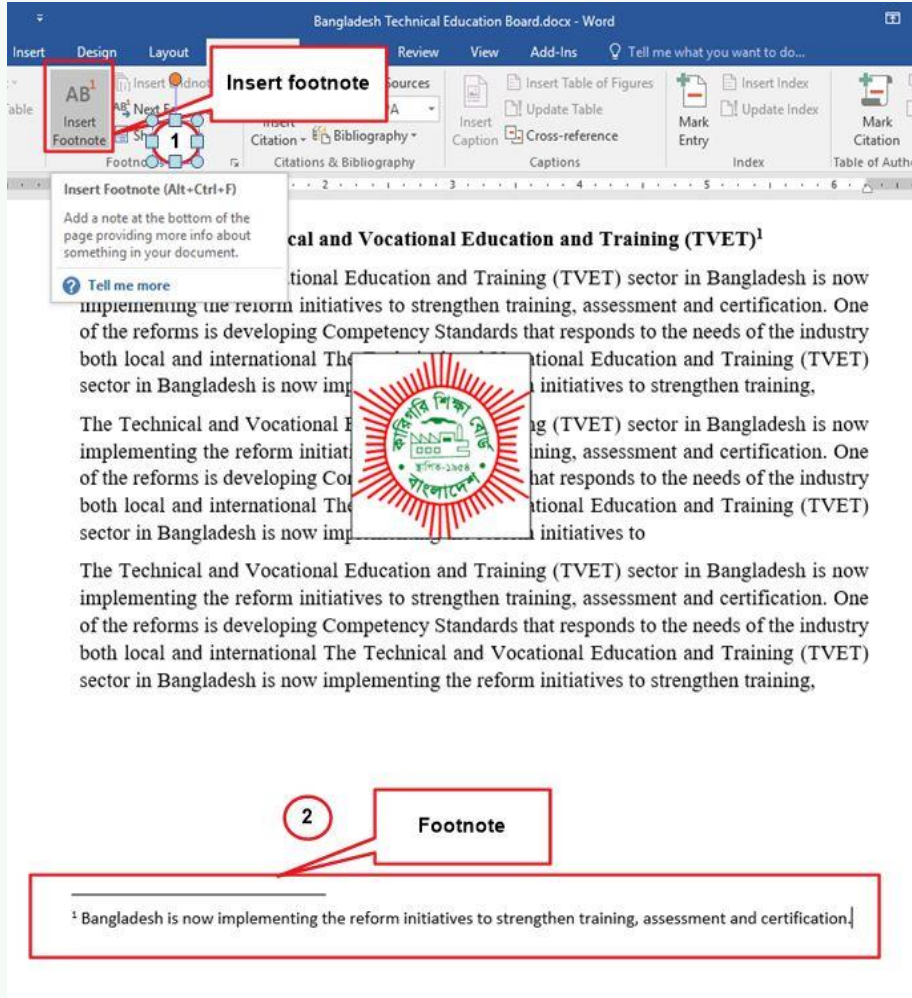 Bangladesh Technical Education Board.docx - Word
Insert Design Layout Review View Add-Ins Tell me what you want to do...
Insert footnote
AB1 Insert Footnote
Next
1
Citation
Bibliography
Insert Caption
Insert Table of Figures
Update Table
Cross-reference
Mark Entry
Insert Index
Update Index
Mark Citation
Citations & Bibliography Captions Index
2 3 4 5 6
Insert Footnote (Alt+Ctrl+F)
Add a note at the bottom of the
page providing more info about
something in your document.
Tell me more
cal and Vocational Education and Training (TVET)1
tional Education and Training (TVET) sector in Bangladesh is now
implementing the reform initiatives to strengthen training, assessment and certification. One
of the reforms is developing Competency Standards that responds to the needs of the industry
both local and international The ational Education and Training (TVET)
sector in Bangladesh is now imp initiatives to strengthen training,
The Technical and Vocational ng (TVET) sector in Bangladesh is now
implementing the reform initiat ining, assessment and certification. One
of the reforms is developing Co hat responds to the needs of the industry
both local and international The ational Education and Training (TVET)
sector in Bangladesh is now imp initiatives to
কারিগরি শিক্ষা বোর্ড
স্থাপিত-১৯৫৪
বাংলাদেশ
The Technical and Vocational Education and Training (TVET) sector in Bangladesh is now
implementing the reform initiatives to strengthen training, assessment and certification. One
of the reforms is developing Competency Standards that responds to the needs of the industry
both local and international The Technical and Vocational Education and Training (TVET)
sector in Bangladesh is now implementing the reform initiatives to strengthen training,
2
Footnote
1 Bangladesh is now implementing the reform initiatives to strengthen training, assessment and certification.